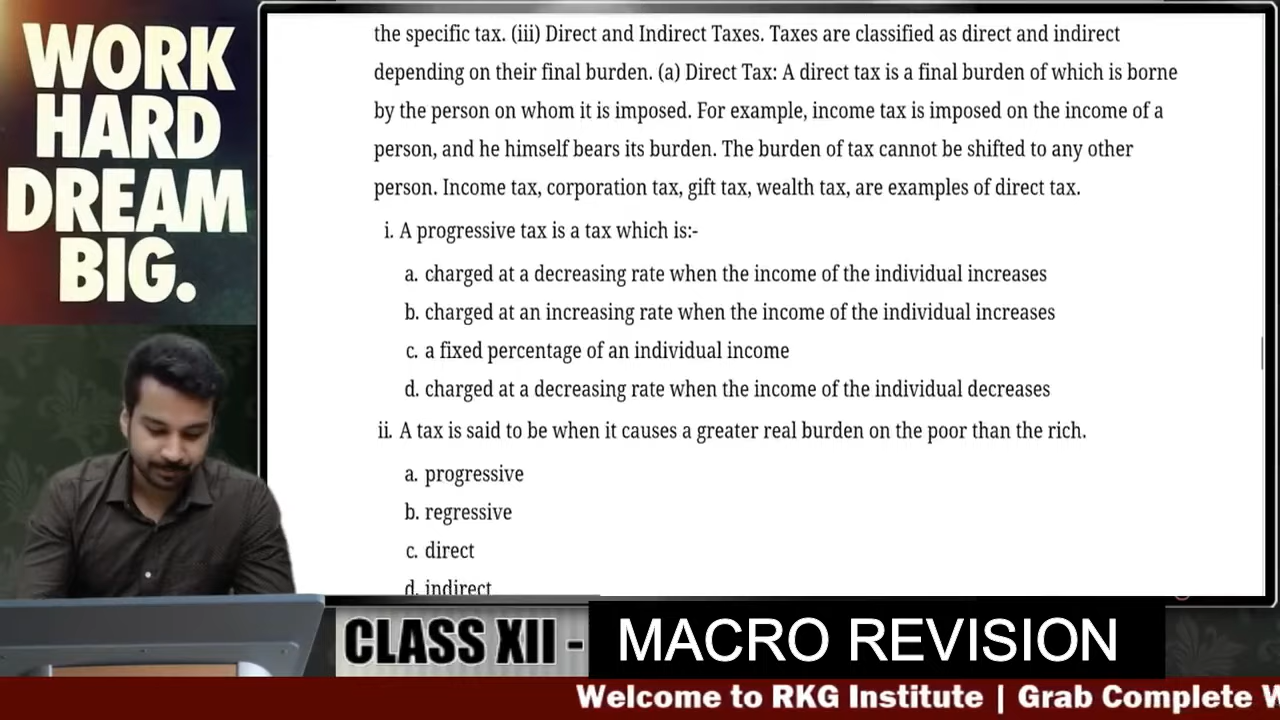 WORK
HARD
DREAM
BIG.
the specific tax. (iii) Direct and Indirect Taxes. Taxes are classified as direct and indirect
depending on their final burden. (a) Direct Tax: A direct tax is a final burden of which is borne
by the person on whom it is imposed. For example, income tax is imposed on the income of a
person, and he himself bears its burden. The burden of tax cannot be shifted to any other
person. Income tax, corporation tax, gift tax, wealth tax, are examples of direct tax.
i. A progressive tax is a tax which is:-
a. charged at a decreasing rate when the income of the individual increases
b. charged at an increasing rate when the income of the individual increases
c. a fixed percentage of an individual income
d. charged at a decreasing rate when the income of the individual decreases
ii. A tax is said to be when it causes a greater real burden on the poor than the rich.
a. progressive
b. regressive
c. direct
d. indirect
CLASS XII - MACRO REVISION
Welcome to RKG Institute | Grab Complete W